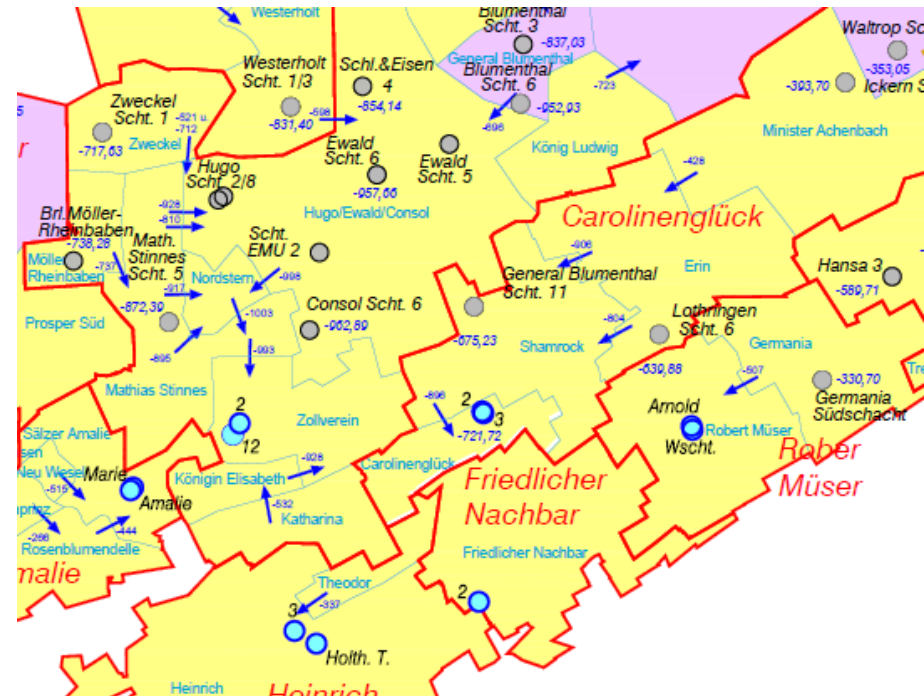 Westerholt
Blumenthal
Scht. 3
-837,03
General Blumenthal
Blumenthal
Scht. 6
-952,93
-696
-723
Waltrop Sc
-353,05
Ickern S
-393,70
Minister Achenbach
Westerholt
Scht. 1/3
-831,40
-598
Schl.&Eisen
4
-854,14
Zweckel
Scht. 1
-521 u.
-712
Zweckel
-717,63
Ewald
Scht. 6
-957,66
Ewald
Scht. 5
König Ludwig
-428
r
Hugo
Scht. 2/8
-928
-810
Hugo/Ewald/Consol
Carolinenglück
Brl.Möller-
Rheinbaben
-738,28
-737
Möller
Rheinbaben
Math.
Stinnes
Scht. 5
-917
-872,39
Nordstern
Scht.
EMU 2
-998
-906
Erin
General Blumenthal
Scht. 11
-675,23
Hansa 3
-589,71
Prosper Süd
-1003
-993
Consol Scht. 6
-962,89
-895
-804
Shamrock
Lothringen
Scht. 6
-639,88
Germania
-507
-330,70
Germania
Südschacht
Tre
Mathias Stinnes
Zollverein
2
12
-896
2
3
-721,72
Arnold
Wscht.
Robert Müser
Rober
Müser
Sälzer Amalie
sen
Neu Wesel
Marie
Amalie
-515
prinz
-266
-444
Rosenblumendelle
malie
Königin Elisabeth
-928
-532
Katharina
Carolinenglück
Friedlicher
Nachbar
Friedlicher Nachbar
2
Theodor
-337
3
Holth. T.
Heinrich
Heinrich